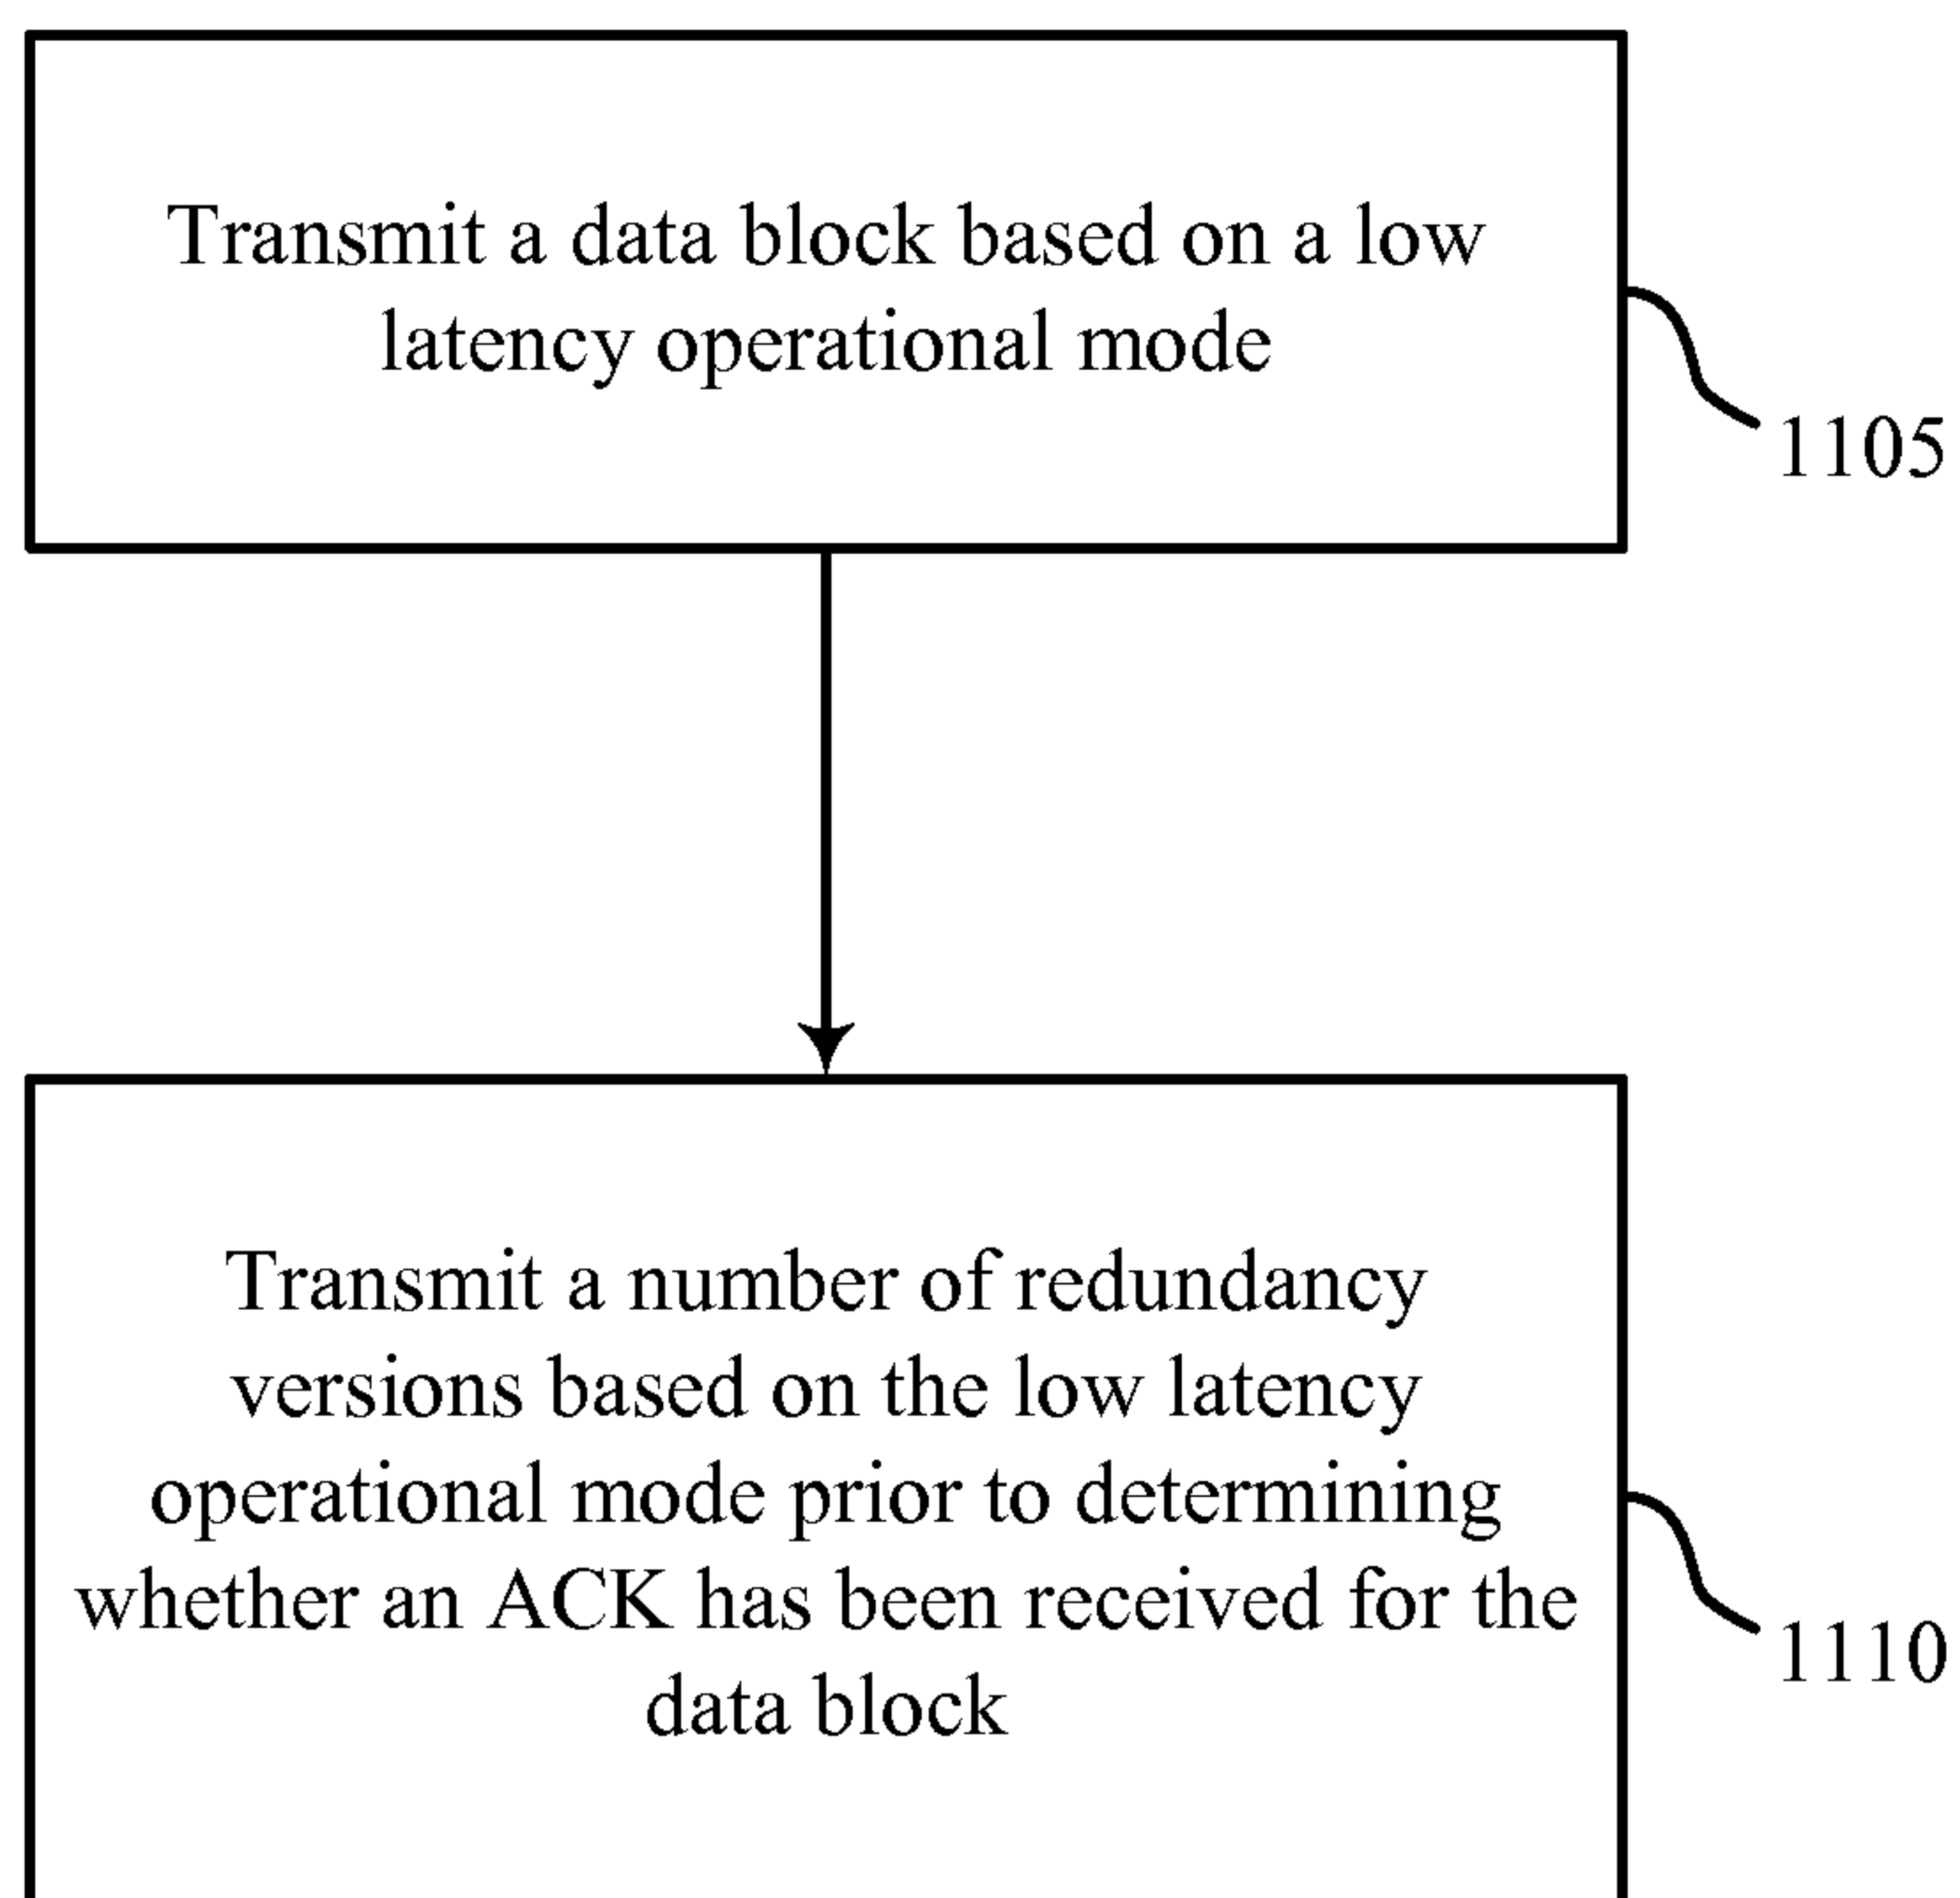 Transmit a data block based on a low
latency operational mode
1105
Transmit a number of redundancy
versions based on the low latency
operational mode prior to determining
whether an ACK has been received for the
data block
1110